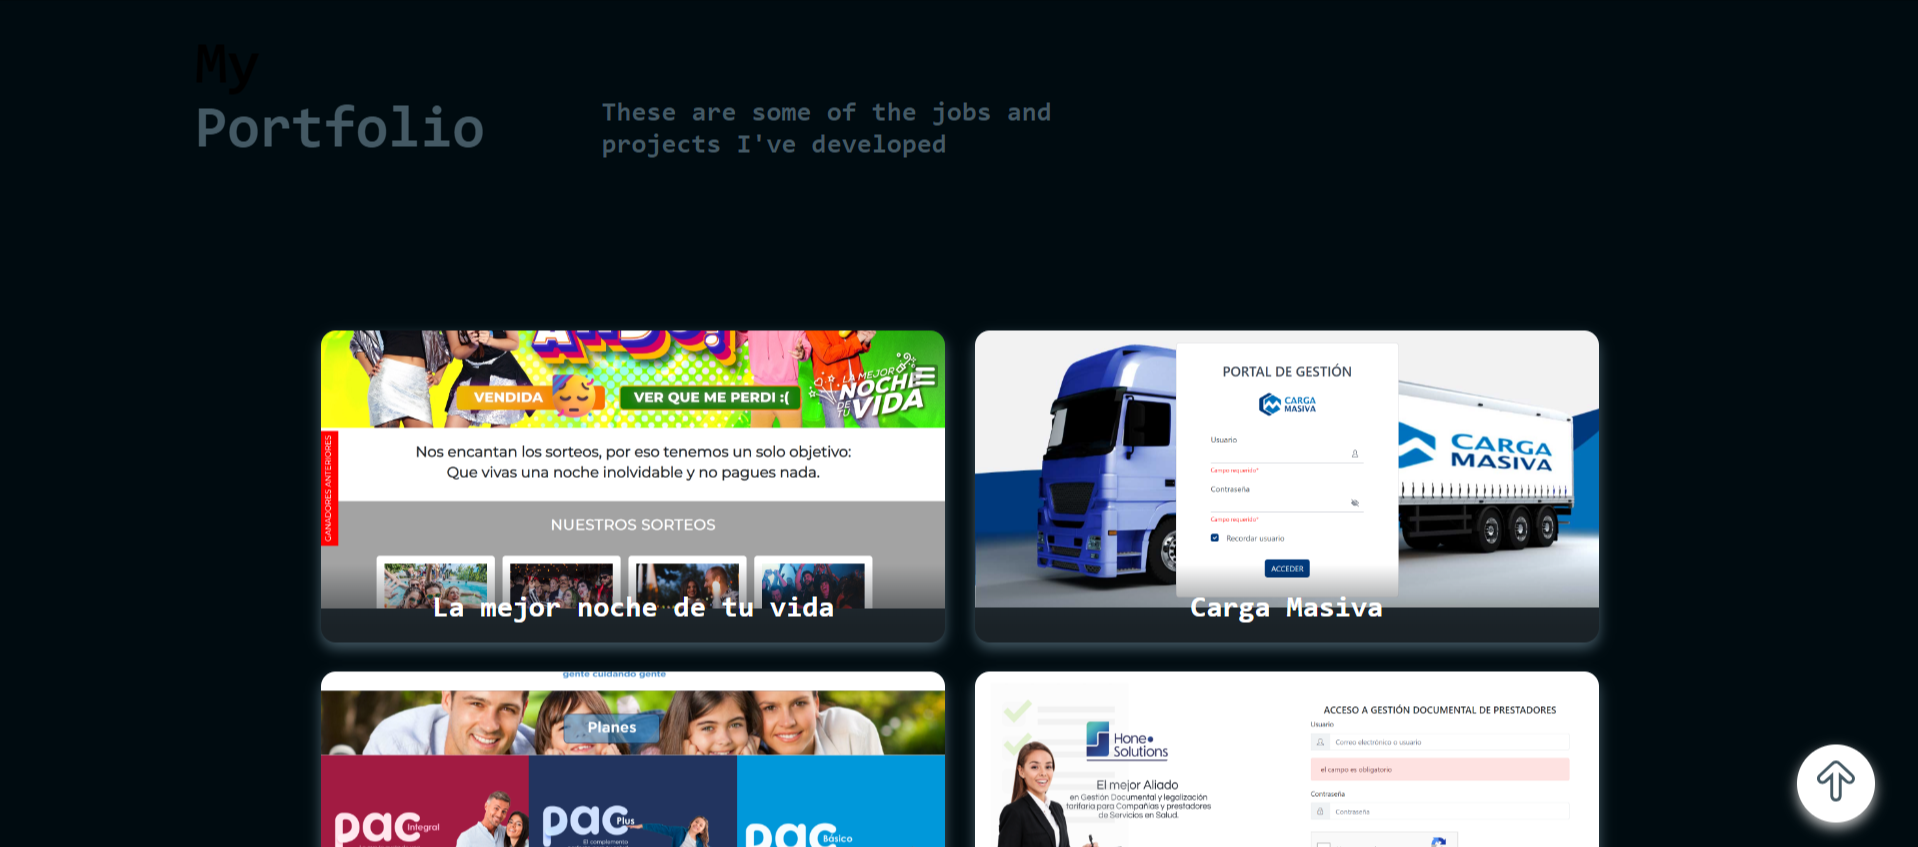 My
Portfolio
These are some of the jobs and
projects I've developed
VENDIDA
VER QUE ME PERDI :(
LA MEJOR
NOCHE
DE TU
VIDA
GANADORES ANTERIORES
Nos encantan los sorteos, por eso tenemos un solo objetivo:
Que vivas una noche inolvidable y no pagues nada.
NUESTROS SORTEOS
La mejor noche de tu vida
PORTAL DE GESTIÓN
CARGA
MASIVA
Usuario
Campo requerido*
Contraseña
Campo requerido*
Recordar usuario
ACCEDER
CARGA
MASIVA
Carga Masiva
gente cuidando gente
Planes
pac Integral
pac Plus
El complemento
pac Básico
Hone
Solutions
El mejor Aliado
en Gestión Documental y legalización
tarifaria para Compañías y prestadores
de Servicios en Salud.
ACCESO A GESTIÓN DOCUMENTAL DE PRESTADORES
Usuario
Correo electrónico o usuario
el campo es obligatorio
Contraseña
Contraseña